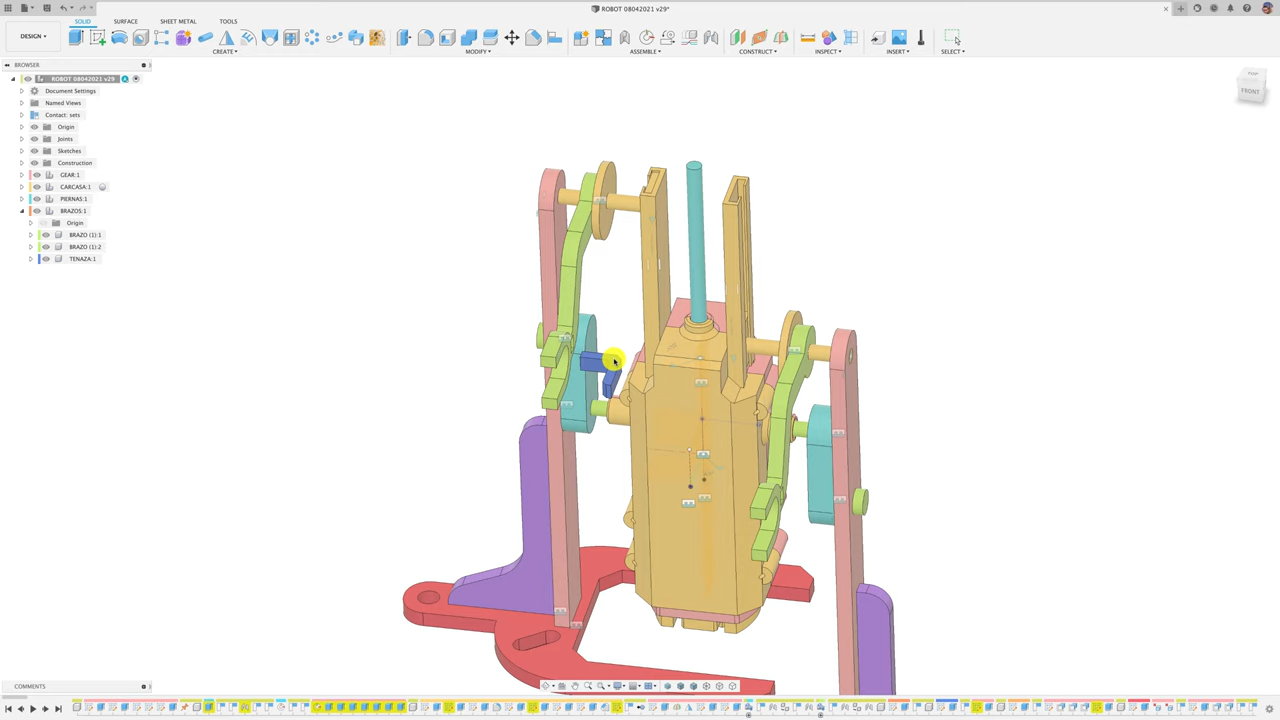 ROBOT 08042021 v29*
DESIGN ▾
SOLID
SURFACE
SHEET METAL
TOOLS
CREATE ▾
MODIFY ▾
ASSEMBLE ▾
CONSTRUCT ▾
INSPECT ▾
INSERT ▾
SELECT ▾
BROWSER
ROBOT 08042021 v29
Document Settings
Named Views
Contact: sets
Origin
Joints
Sketches
Construction
GEAR:1
CARCASA:1
PIERNAS:1
BRAZOS:1
Origin
BRAZO (1):1
BRAZO (1):2
TENAZA:1
TOP
FRONT
COMMENTS